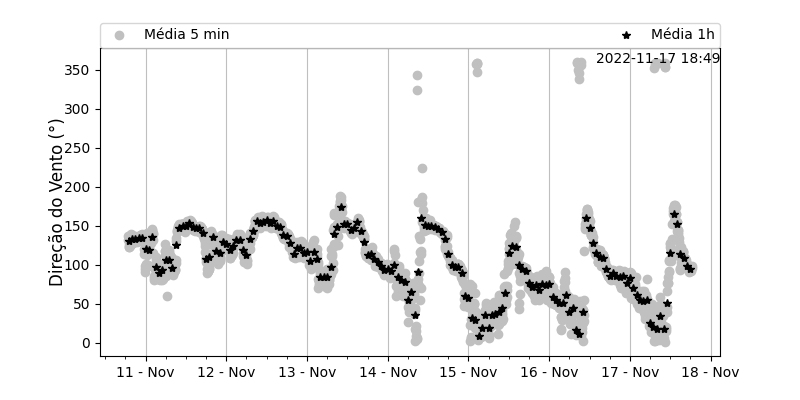 Média 5 min
Média 1h
2022-11-17 18:49
Direção do Vento (°)
350
300
250
200
150
100
50
0
11 - Nov
12 - Nov
13 - Nov
14 - Nov
15 - Nov
16 - Nov
17 - Nov
18 - Nov